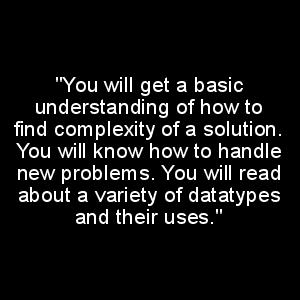 "You will get a basic
understanding of how to
find complexity of a solution.
You will know how to handle
new problems. You will read
about a variety of datatypes
and their uses."